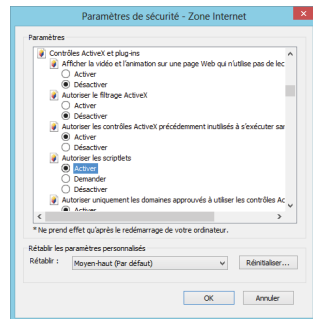 Paramètres de sécurité - Zone Internet
Paramètres
Contrôles ActiveX et plug-ins
Afficher la vidéo et l'animation sur une page Web qui n'utilise pas de lec
Activer
Désactiver
Autoriser le filtrage ActiveX
Activer
Désactiver
Autoriser les contrôles ActiveX précédemment inutilisés à s'exécuter sar
Activer
Désactiver
Autoriser les scriptlets
Activer
Demander
Désactiver
Autoriser uniquement les domaines approuvés à utiliser les contrôles Ac
Activer
* Ne prend effet qu'après le redémarrage de votre ordinateur.
Rétablir les paramètres personnalisés
Rétablir :
Moyen-haut (Par défaut)
Réinitialiser...
OK
Annuler